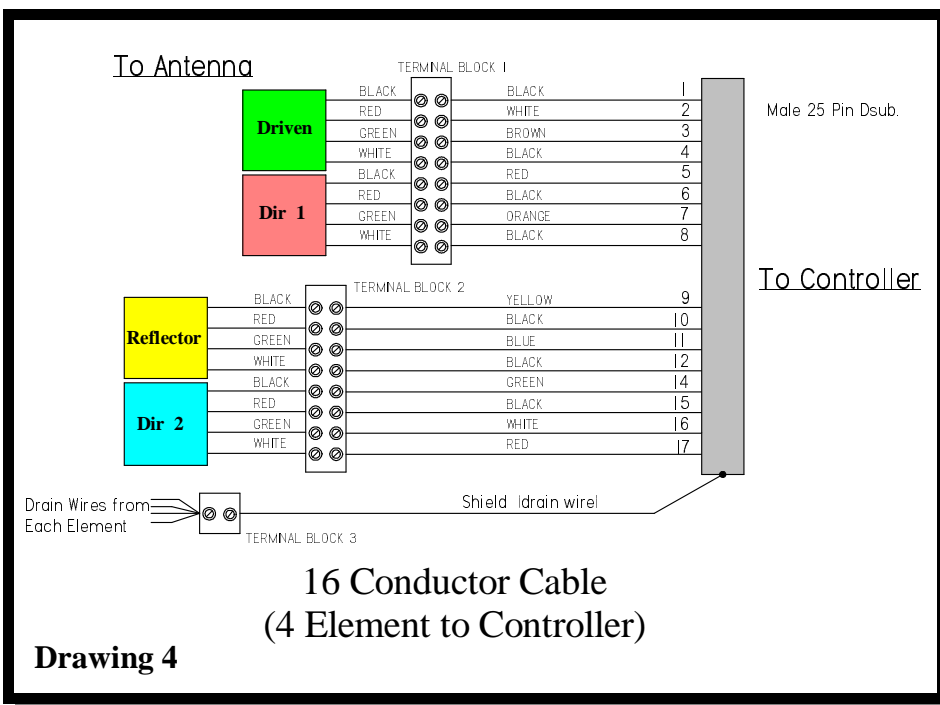 To Antenna
TERMINAL BLOCK 1
Driven
BLACK BLACK 1
RED WHITE 2
GREEN BROWN 3
WHITE BLACK 4
Dir 1
BLACK RED 5
RED BLACK 6
GREEN ORANGE 7
WHITE BLACK 8
Male 25 Pin Dsub.
To Controller
TERMINAL BLOCK 2
Reflector
BLACK YELLOW 9
RED BLACK 10
GREEN BLUE 11
WHITE BLACK 12
Dir 2
BLACK GREEN 14
RED BLACK 15
GREEN WHITE 16
WHITE RED 17
Drain Wires from
Each Element
Shield (drain wire)
TERMINAL BLOCK 3
16 Conductor Cable
(4 Element to Controller)
Drawing 4